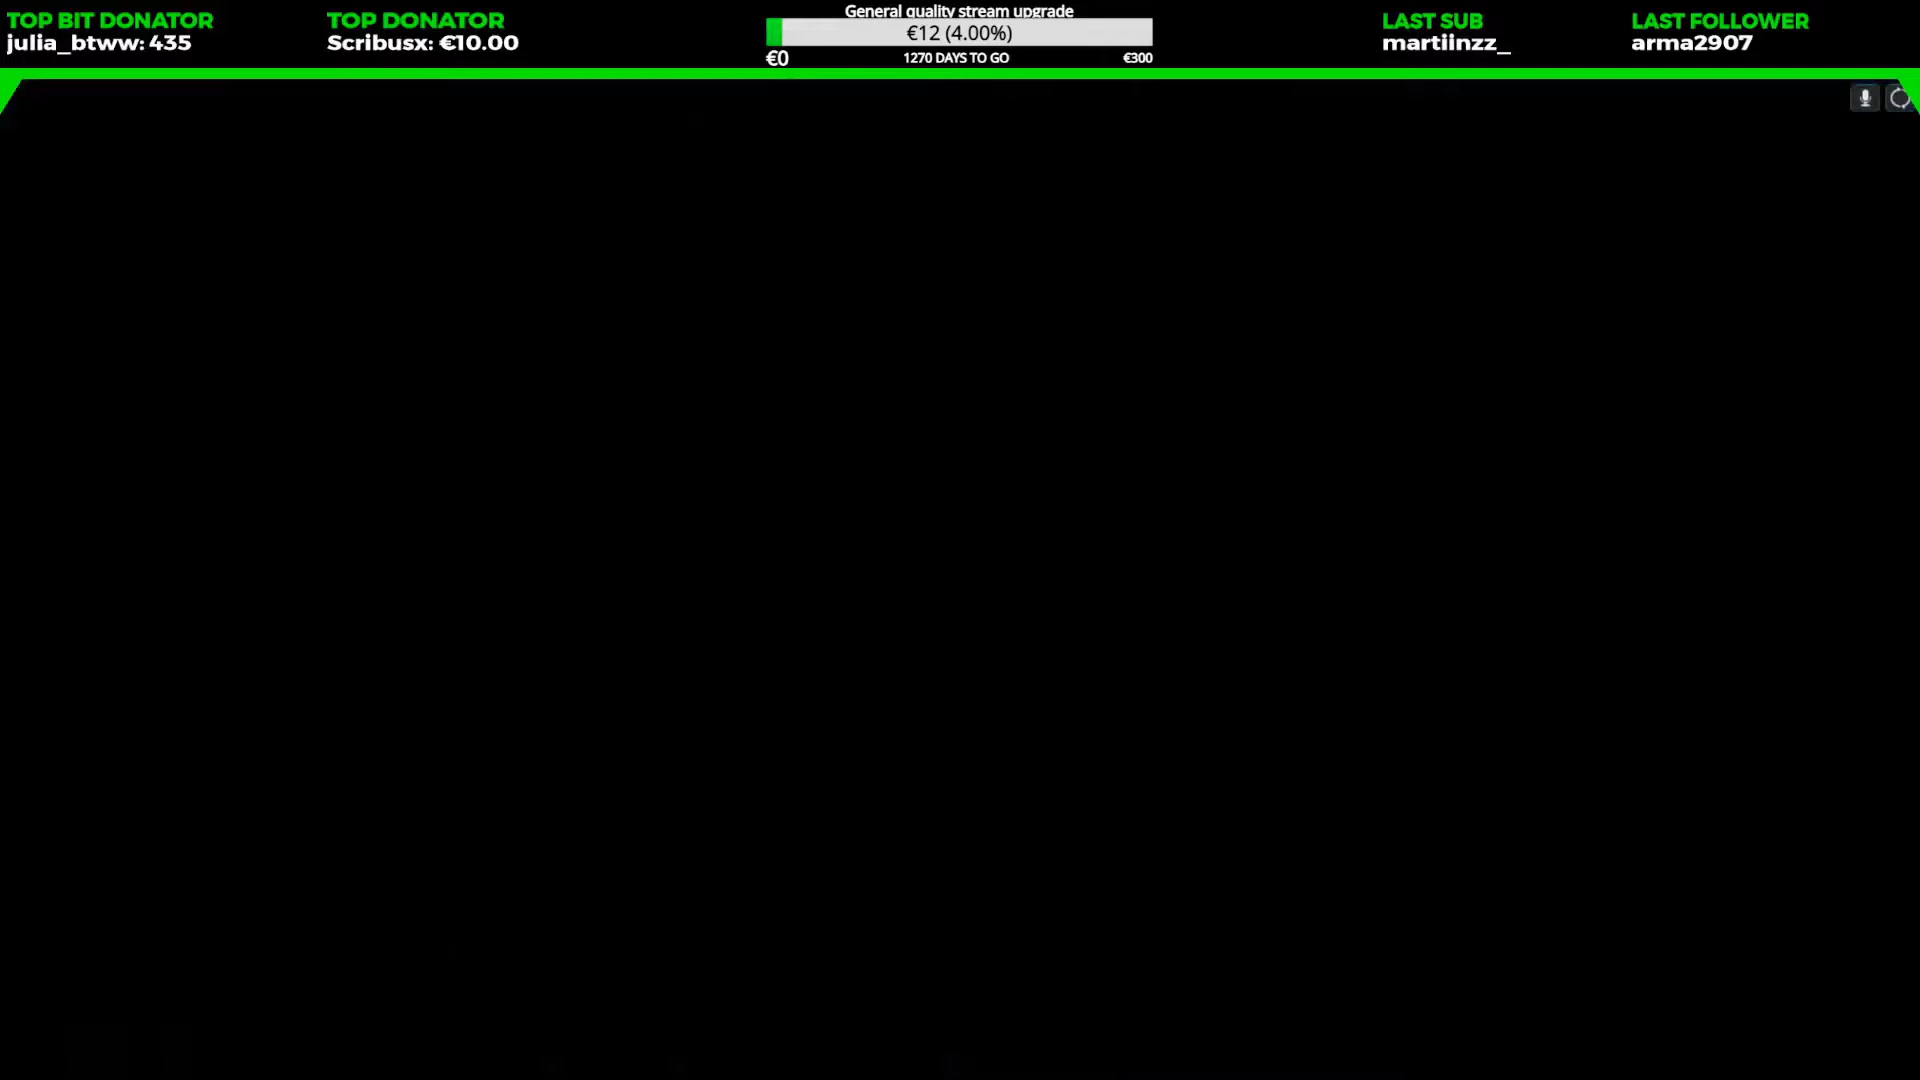 TOP BIT DONATOR
julia_btww: 435
TOP DONATOR
Scribusx: €10.00
General quality stream upgrade
€12 (4.00%)
€0
1270 DAYS TO GO
€300
LAST SUB
martiinzz_
LAST FOLLOWER
arma2907